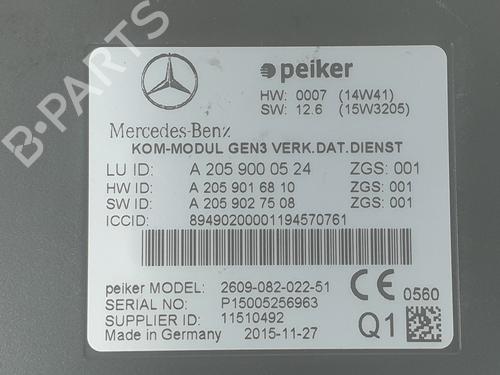 peiker
HW: 0007 (14W41)
SW: 12.6 (15W3205)
Mercedes-Benz
KOM-MODUL GEN3 VERK.DAT.DIENST
LU ID: A 205 900 05 24 ZGS: 001
HW ID: A 205 901 68 10 ZGS: 001
SW ID: A 205 902 75 08 ZGS: 001
ICCID: 89490200001194570761
peiker MODEL: 2609-082-022-51
SERIAL NO: P15005256963
CE 0560
SUPPLIER ID: 11510492
Made in Germany 2015-11-27 Q1